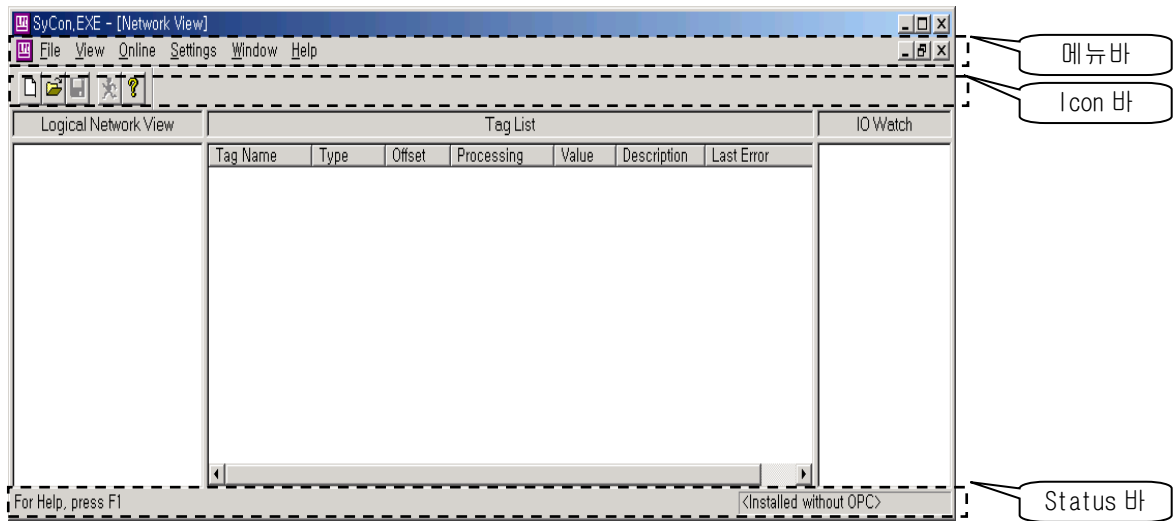 SyCon.EXE - [Network View]
File View Online Settings Window Help
메뉴바
Icon 바
Logical Network View
Tag List
IO Watch
Tag Name Type Offset Processing Value Description Last Error
For Help, press F1
<Installed without OPC>
Status 바